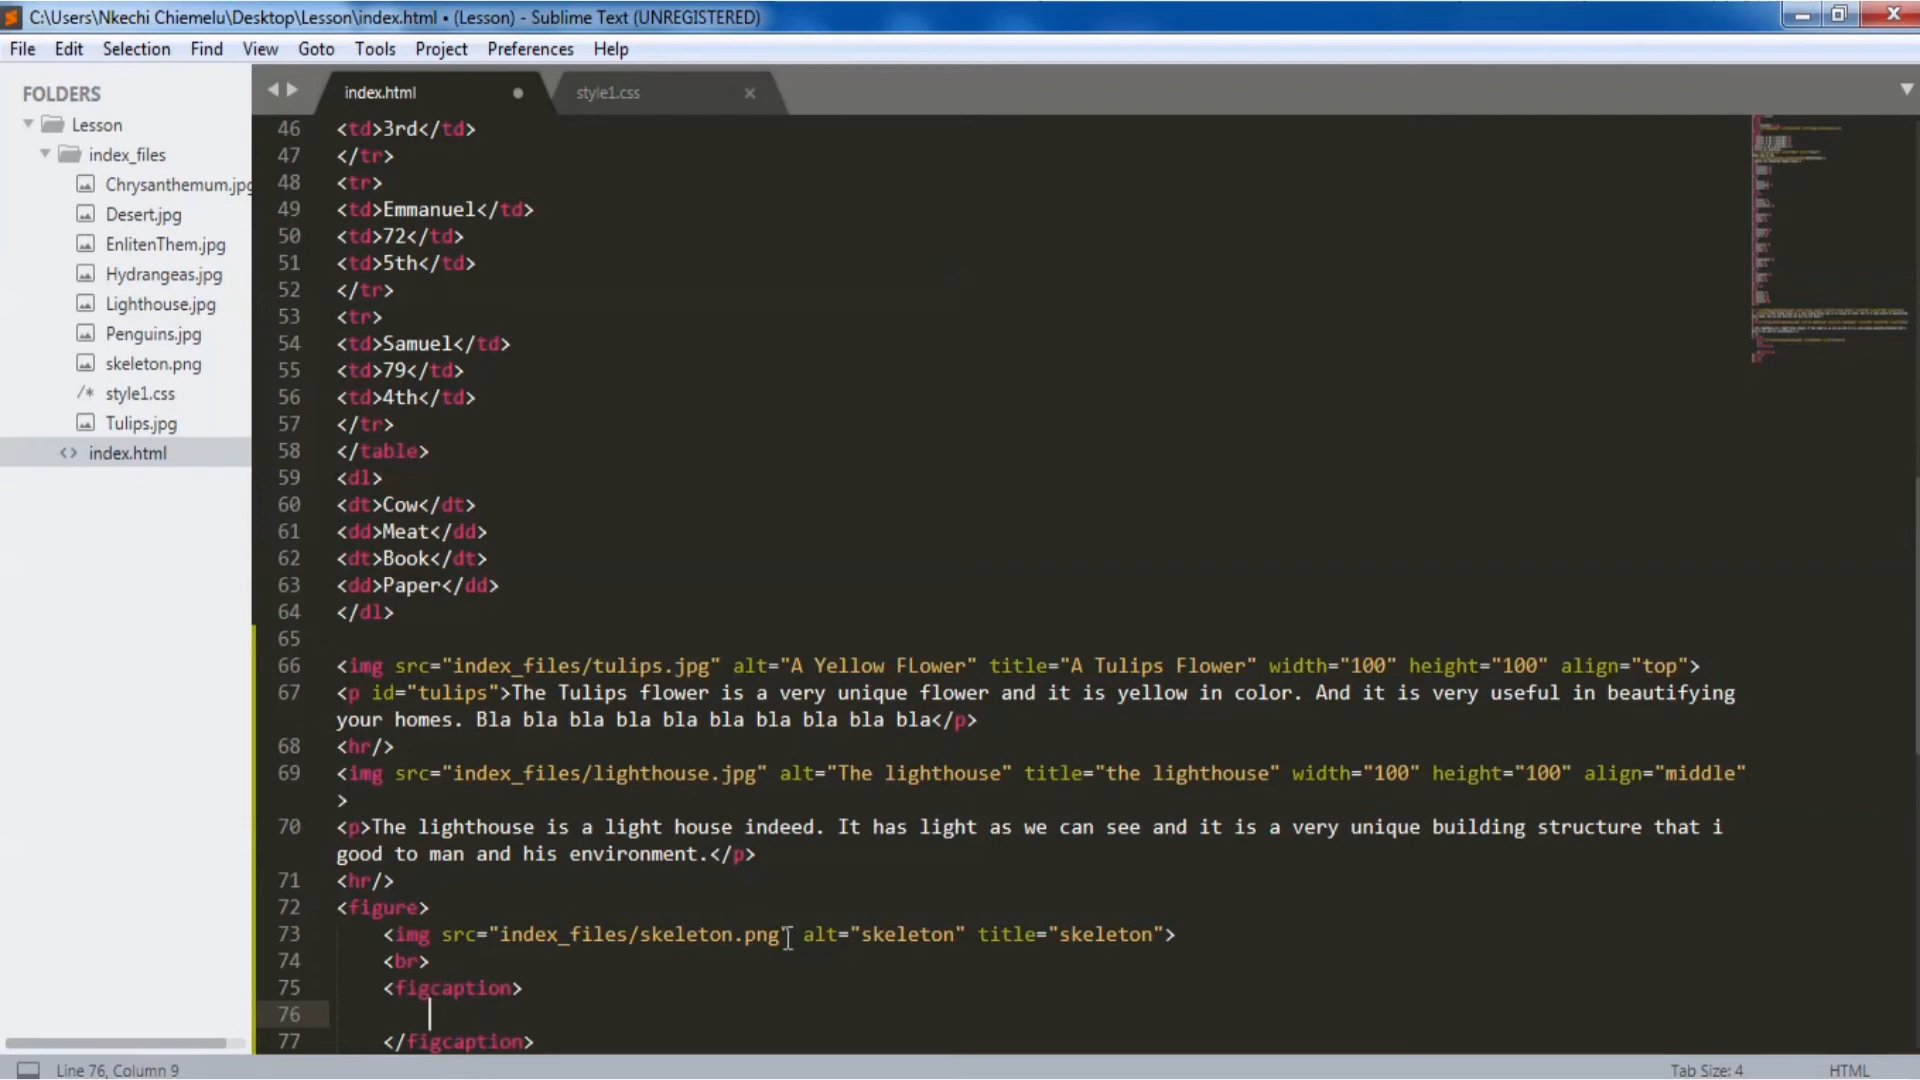 C:\Users\Nkechi Chiemelu\Desktop\Lesson\index.html • (Lesson) - Sublime Text (UNREGISTERED)
File Edit Selection Find View Goto Tools Project Preferences Help
FOLDERS
Lesson
index_files
Chrysanthemum.jpg
Desert.jpg
EnlitenThem.jpg
Hydrangeas.jpg
Lighthouse.jpg
Penguins.jpg
skeleton.png
/* style1.css
Tulips.jpg
<> index.html
index.html style1.css
46 <td>3rd</td>
47 </tr>
48 <tr>
49 <td>Emmanuel</td>
50 <td>72</td>
51 <td>5th</td>
52 </tr>
53 <tr>
54 <td>Samuel</td>
55 <td>79</td>
56 <td>4th</td>
57 </tr>
58 </table>
59 <dl>
60 <dt>Cow</dt>
61 <dd>Meat</dd>
62 <dt>Book</dt>
63 <dd>Paper</dd>
64 </dl>
65
66 <img src="index_files/tulips.jpg" alt="A Yellow FLower" title="A Tulips Flower" width="100" height="100" align="top">
67 <p id="tulips">The Tulips flower is a very unique flower and it is yellow in color. And it is very useful in beautifying
your homes. Bla bla bla bla bla bla bla bla bla bla</p>
68 <hr/>
69 <img src="index_files/lighthouse.jpg" alt="The lighthouse" title="the lighthouse" width="100" height="100" align="middle"
>
70 <p>The lighthouse is a light house indeed. It has light as we can see and it is a very unique building structure that i
good to man and his environment.</p>
71 <hr/>
72 <figure>
73 <img src="index_files/skeleton.png" alt="skeleton" title="skeleton">
74 <br>
75 <figcaption>
76
77 </figcaption>
Line 76, Column 9 Tab Size: 4 HTML